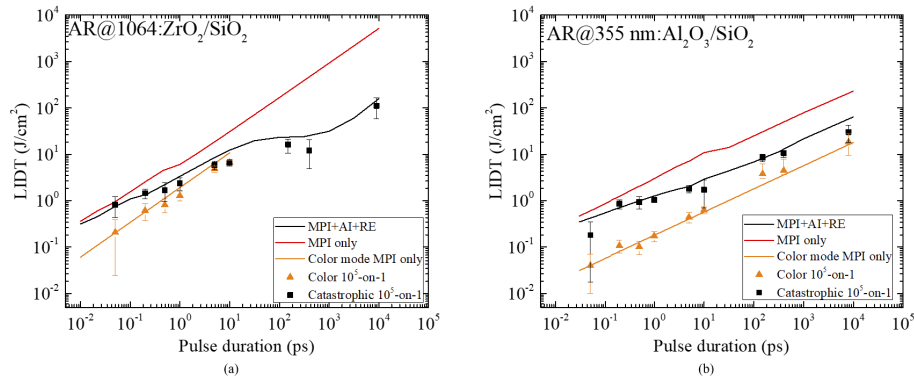 AR@1064:ZrO₂/SiO₂
LIDT (J/cm²)
10⁴
10³
10²
10¹
10⁰
10⁻¹
10⁻²
MPI+AI+RE
MPI only
Color mode MPI only
Color 10⁵-on-1
Catastrophic 10⁵-on-1
10⁻² 10⁻¹ 10⁰ 10¹ 10² 10³ 10⁴ 10⁵
Pulse duration (ps)
(a)
AR@355 nm:Al₂O₃/SiO₂
LIDT (J/cm²)
10⁴
10³
10²
10¹
10⁰
10⁻¹
10⁻²
MPI+AI+RE
MPI only
Color mode MPI only
Color 10⁵-on-1
Catastrophic 10⁵-on-1
10⁻² 10⁻¹ 10⁰ 10¹ 10² 10³ 10⁴ 10⁵
Pulse duration (ps)
(b)